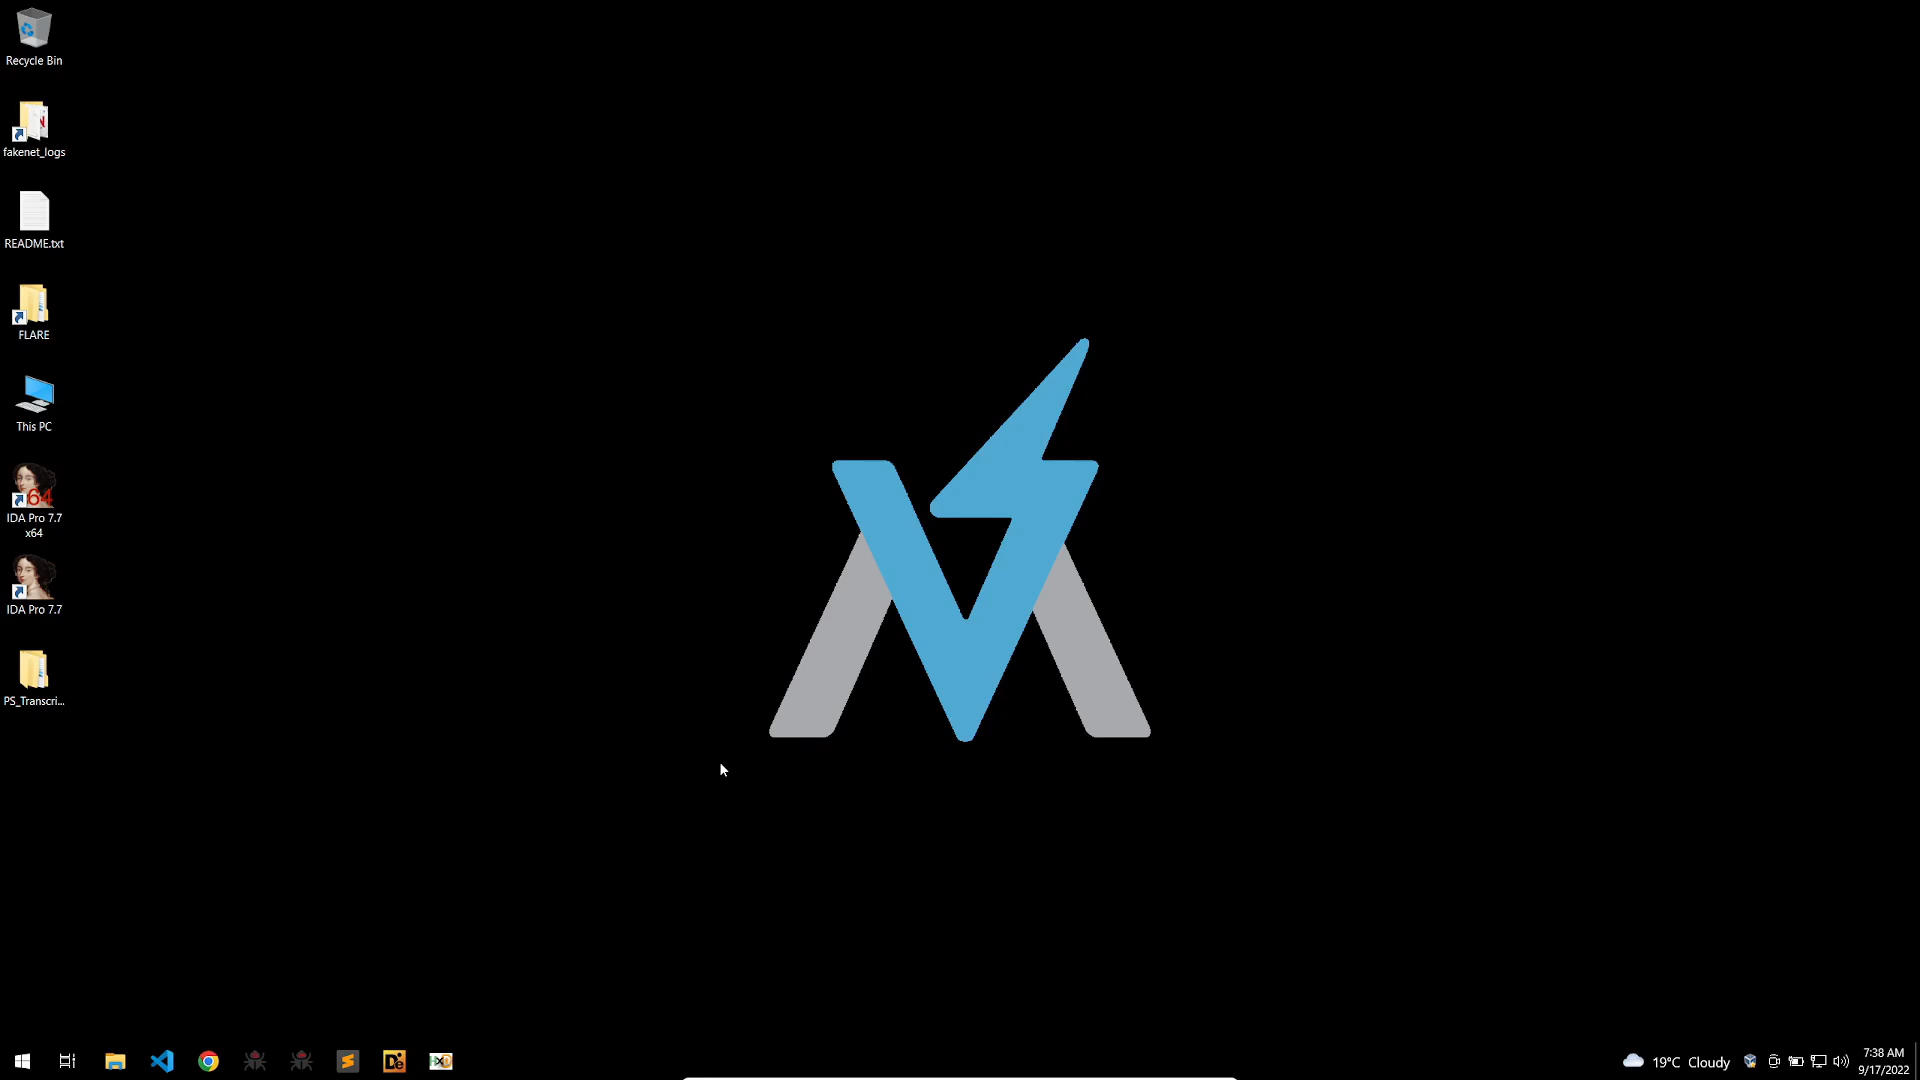 Recycle Bin
fakenet_logs
README.txt
FLARE
This PC
64
IDA Pro 7.7
x64
IDA Pro 7.7
PS_Transcri...
19°C Cloudy
7:38 AM
9/17/2022